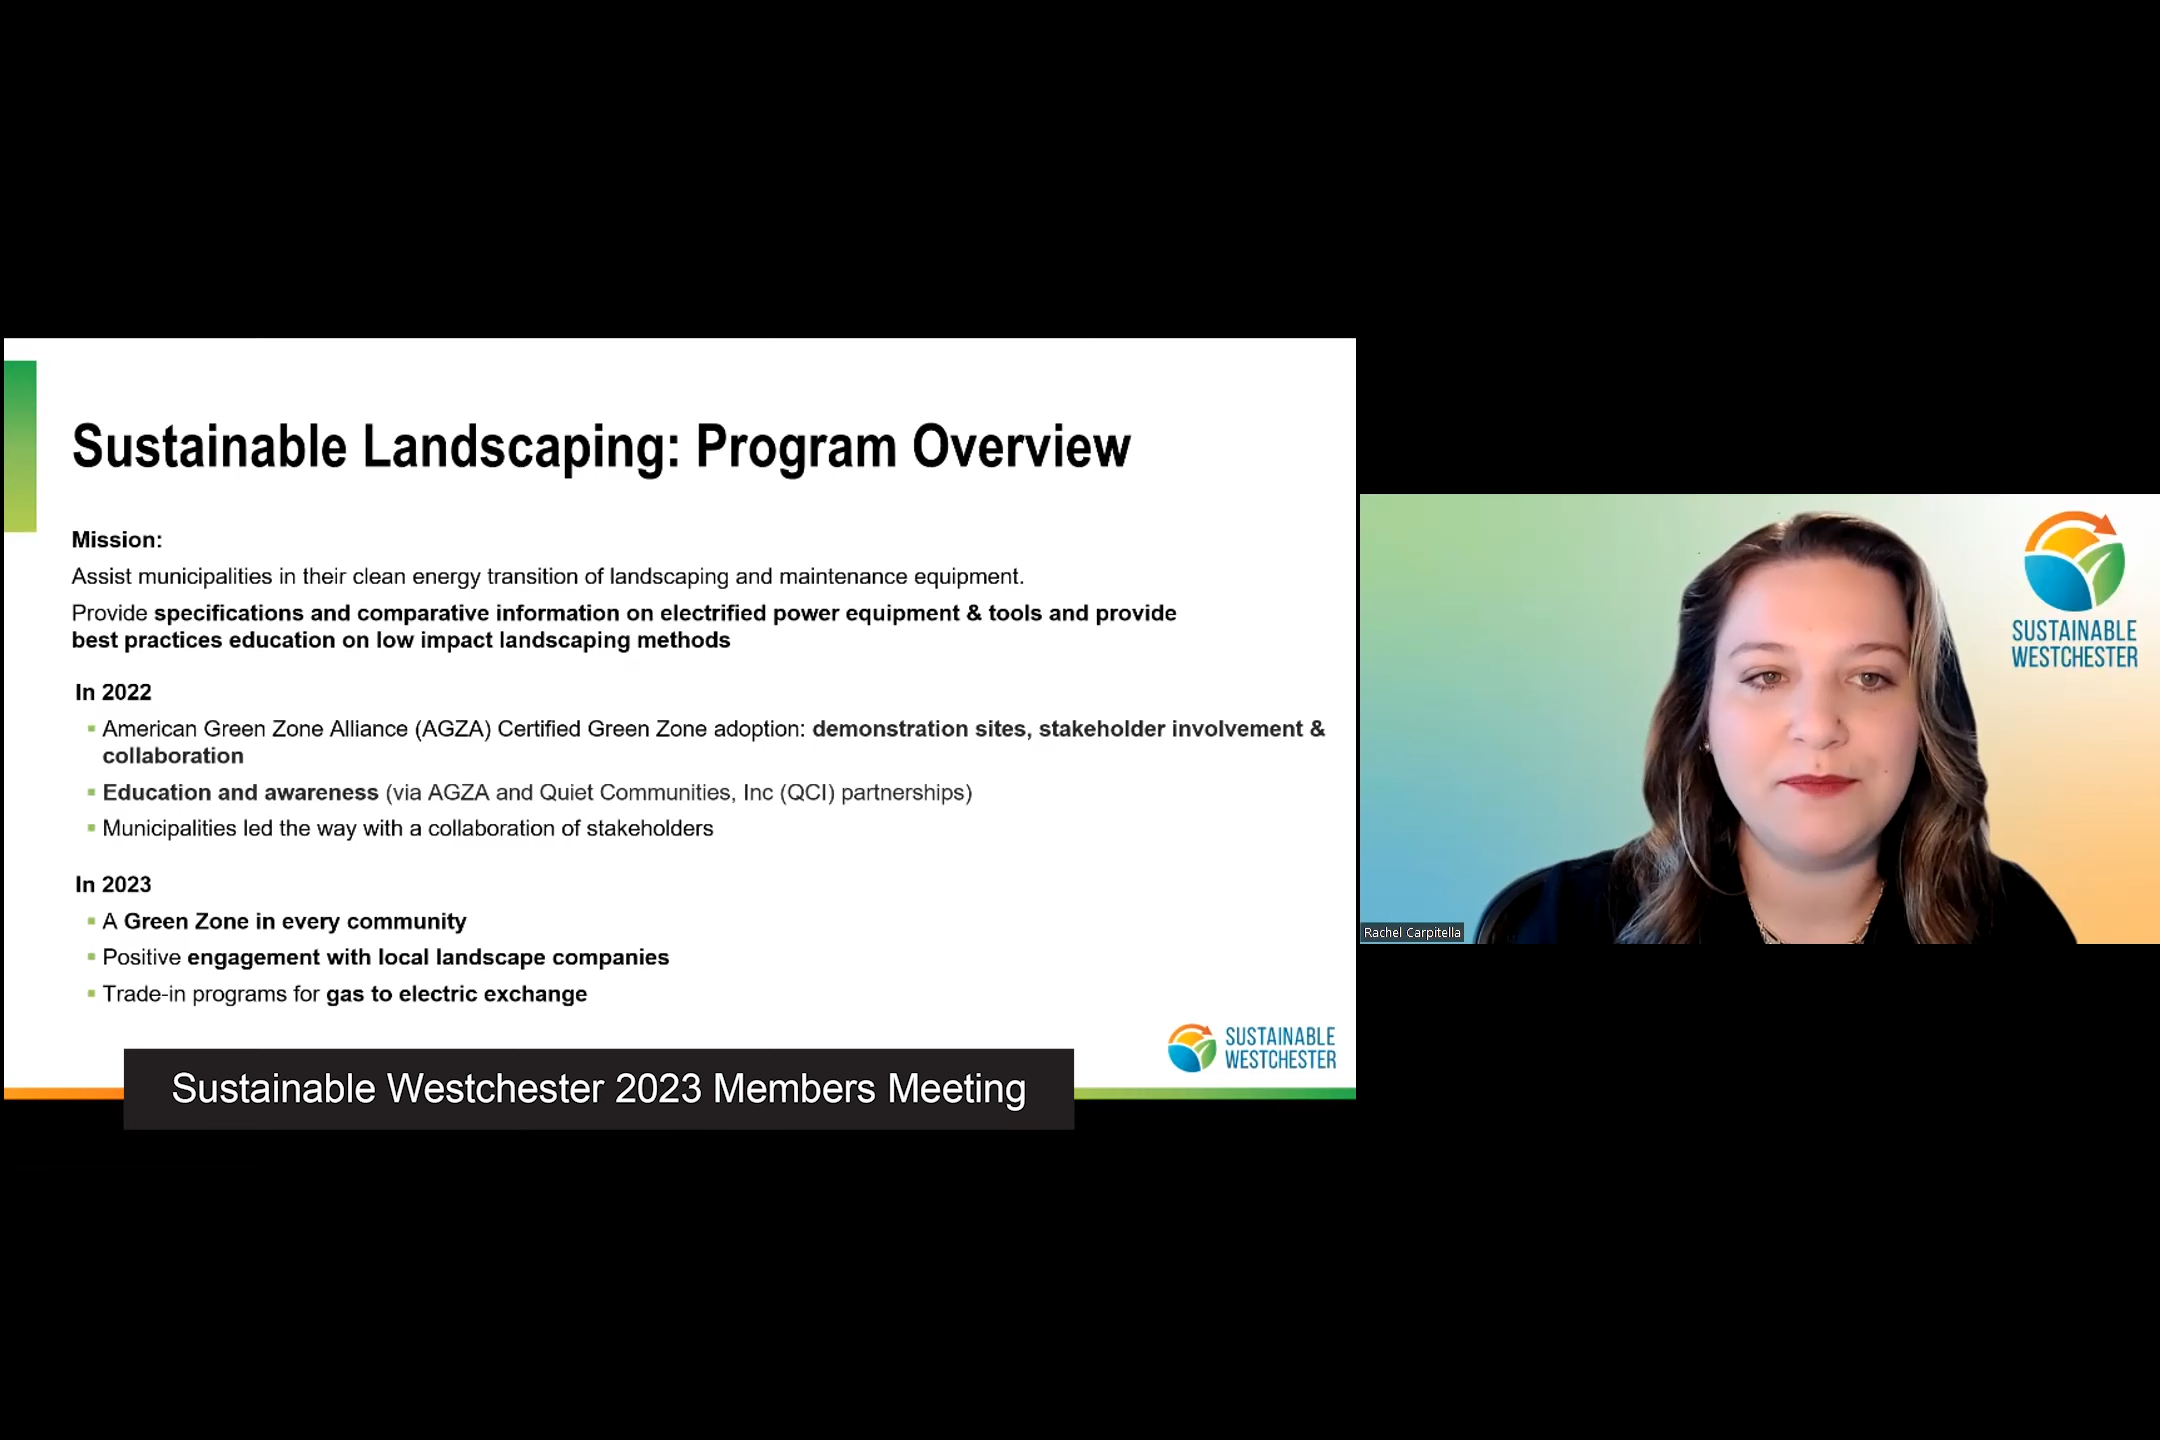 Sustainable Landscaping: Program Overview
Mission:
Assist municipalities in their clean energy transition of landscaping and maintenance equipment.
Provide specifications and comparative information on electrified power equipment & tools and provide
best practices education on low impact landscaping methods
In 2022
American Green Zone Alliance (AGZA) Certified Green Zone adoption: demonstration sites, stakeholder involvement &
collaboration
Education and awareness (via AGZA and Quiet Communities, Inc (QCI) partnerships)
Municipalities led the way with a collaboration of stakeholders
In 2023
A Green Zone in every community
Positive engagement with local landscape companies
Trade-in programs for gas to electric exchange
SUSTAINABLE
WESTCHESTER
Sustainable Westchester 2023 Members Meeting
SUSTAINABLE
WESTCHESTER
Rachel Carpitella